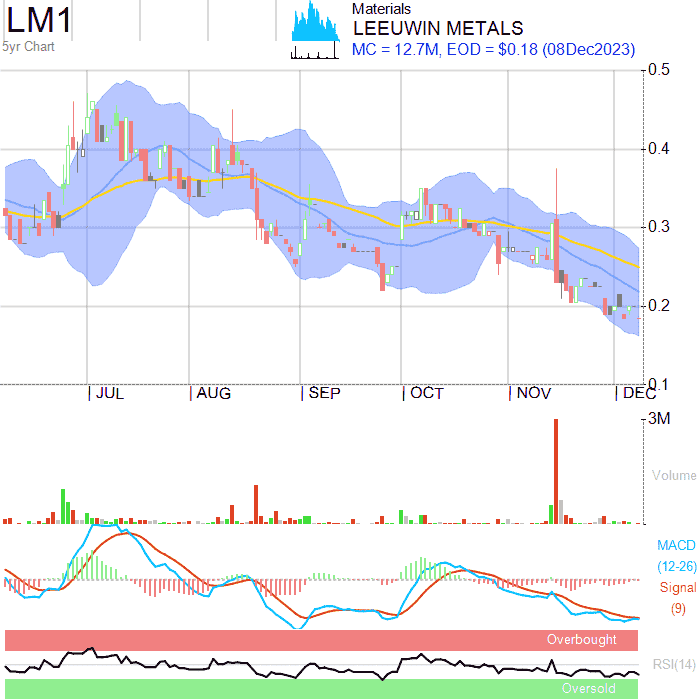 LM1
5yr Chart
Materials
LEEUWIN METALS
MC = 12.7M, EOD = $0.18 (08Dec2023)
0.5
0.4
0.3
0.2
0.1
JUL AUG SEP OCT NOV DEC
3M
Volume
MACD
(12-26)
Signal
(9)
Overbought
RSI(14)
Oversold